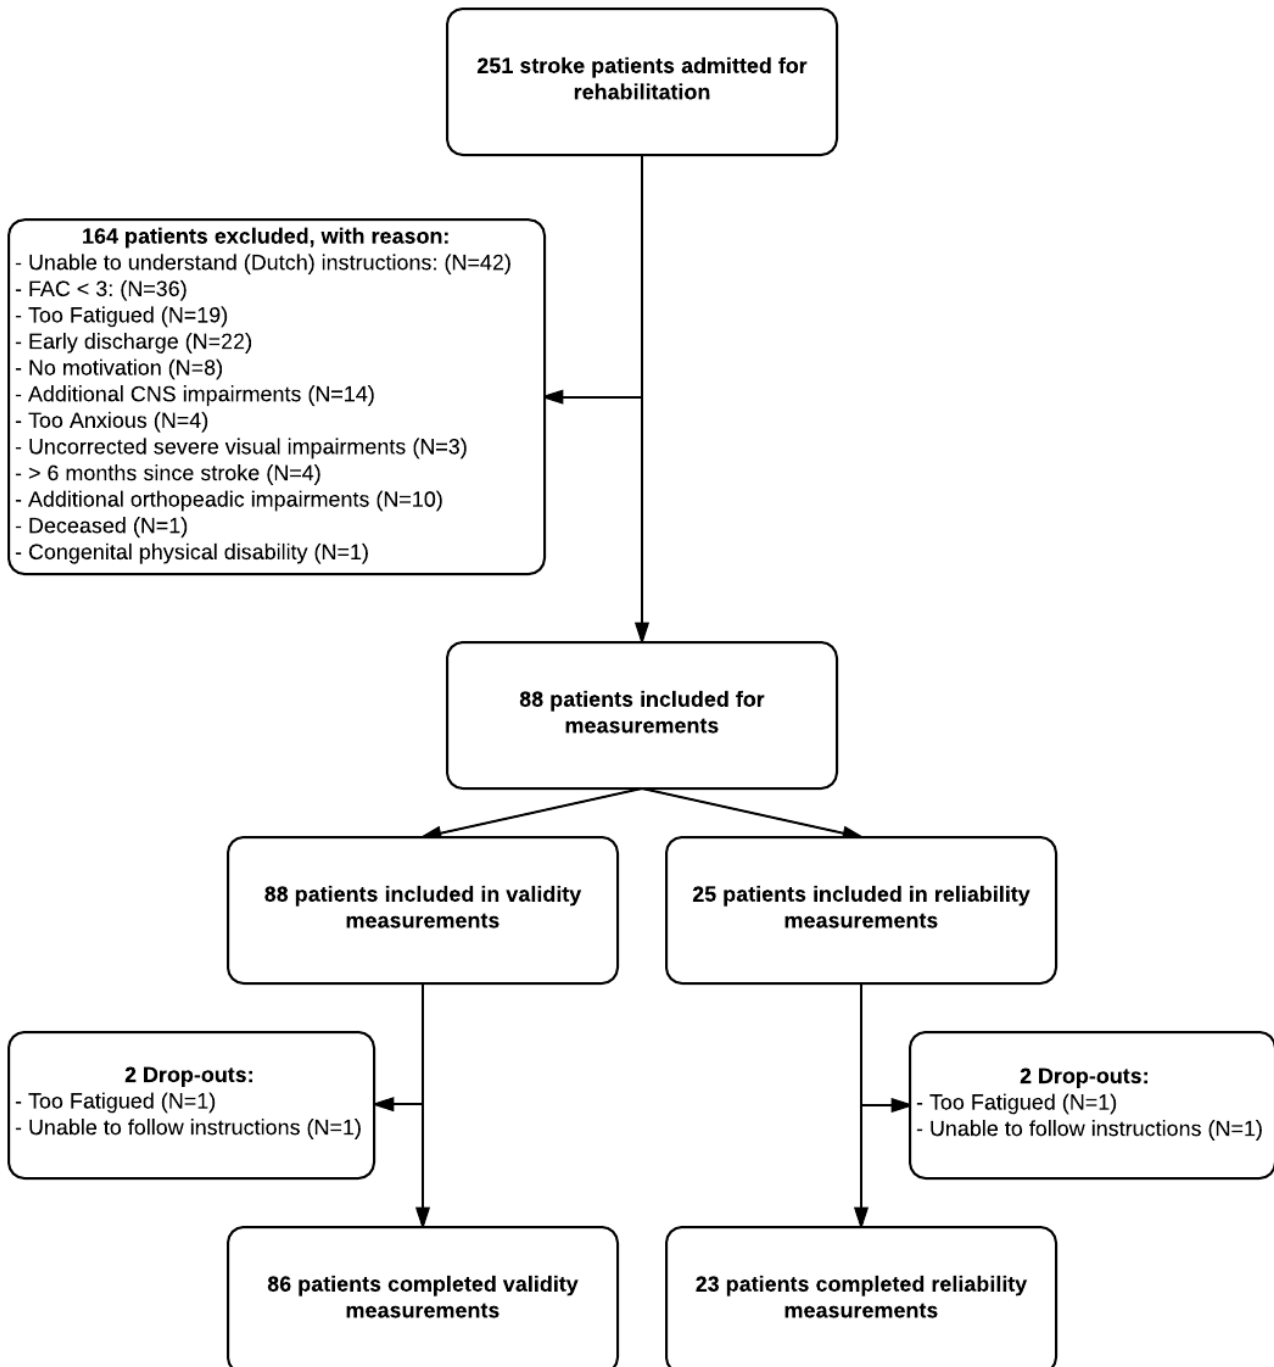 251 stroke patients admitted for
rehabilitation
164 patients excluded, with reason:
- Unable to understand (Dutch) instructions: (N=42)
- FAC < 3: (N=36)
- Too Fatigued (N=19)
- Early discharge (N=22)
- No motivation (N=8)
- Additional CNS impairments (N=14)
- Too Anxious (N=4)
- Uncorrected severe visual impairments (N=3)
- > 6 months since stroke (N=4)
- Additional orthopeadic impairments (N=10)
- Deceased (N=1)
- Congenital physical disability (N=1)
88 patients included for
measurements
88 patients included in validity
measurements
25 patients included in reliability
measurements
2 Drop-outs:
- Too Fatigued (N=1)
- Unable to follow instructions (N=1)
2 Drop-outs:
- Too Fatigued (N=1)
- Unable to follow instructions (N=1)
86 patients completed validity
measurements
23 patients completed reliability
measurements